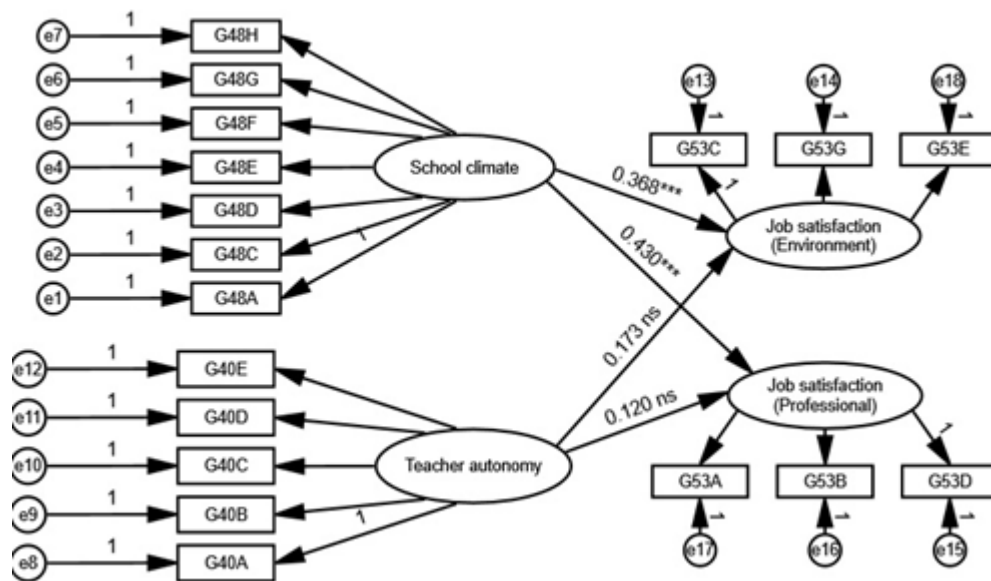 e7
1
G48H
e6
1
G48G
e5
1
G48F
e4
1
G48E
e3
1
G48D
e2
1
G48C
e1
1
G48A
1
School climate
e12
1
G40E
e11
1
G40D
e10
1
G40C
e9
1
G40B
e8
1
G40A
1
Teacher autonomy
0.368***
0.430***
0.173 ns
0.120 ns
e13
e14
e18
1
1
1
G53C
G53G
G53E
1
Job satisfaction
(Environment)
Job satisfaction
(Professional)
1
G53A
G53B
G53D
1
1
1
e17
e16
e15